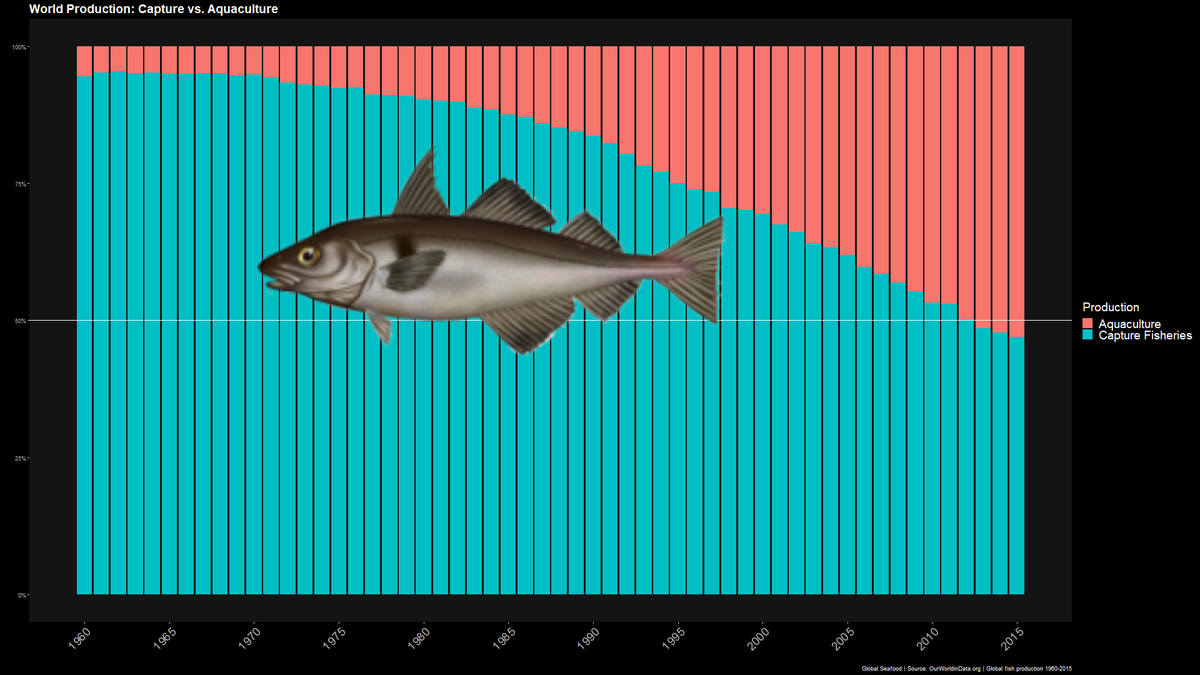 World Production: Capture vs. Aquaculture
100%
75%
50%
25%
0%
1960 1965 1970 1975 1980 1985 1990 1995 2000 2005 2010 2015
Production
Aquaculture
Capture Fisheries
Global Seafood | Source: OurWorldinData.org | Global fish production 1960-2015